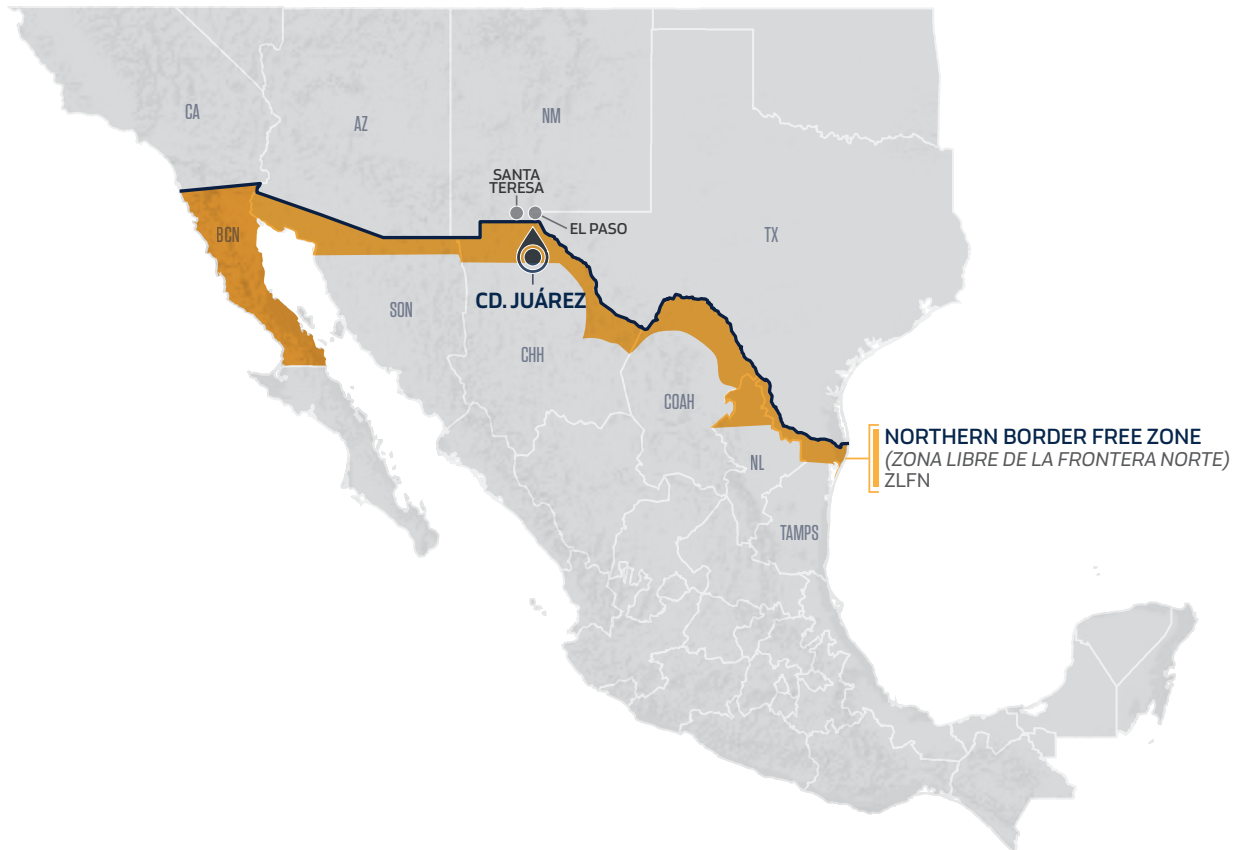 CA
AZ
NM
SANTA
TERESA
EL PASO
TX
BCN
CD. JUÁREZ
SON
CHH
COAH
NL
TAMPS
NORTHERN BORDER FREE ZONE
(ZONA LIBRE DE LA FRONTERA NORTE)
ZLFN